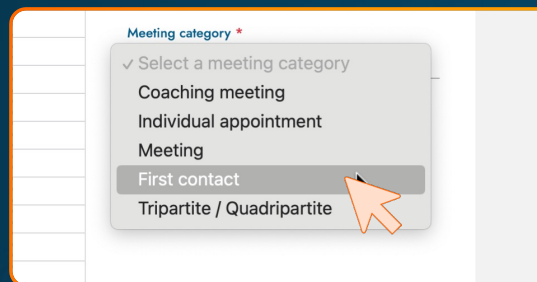 Meeting category *
✓ Select a meeting category
Coaching meeting
Individual appointment
Meeting
First contact
Tripartite / Quadripartite